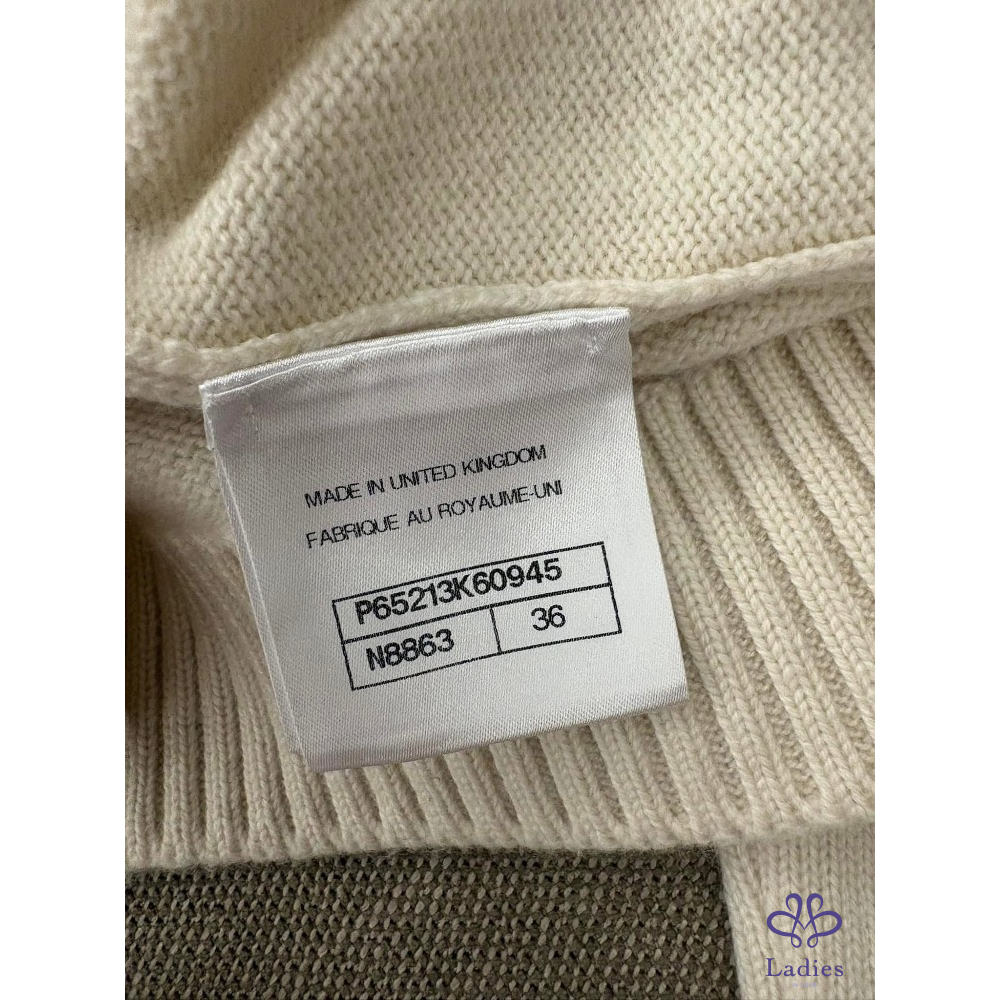 MADE IN UNITED KINGDOM
FABRIQUE AU ROYAUME-UNI
P65213K60945
N8863 36
Ladies